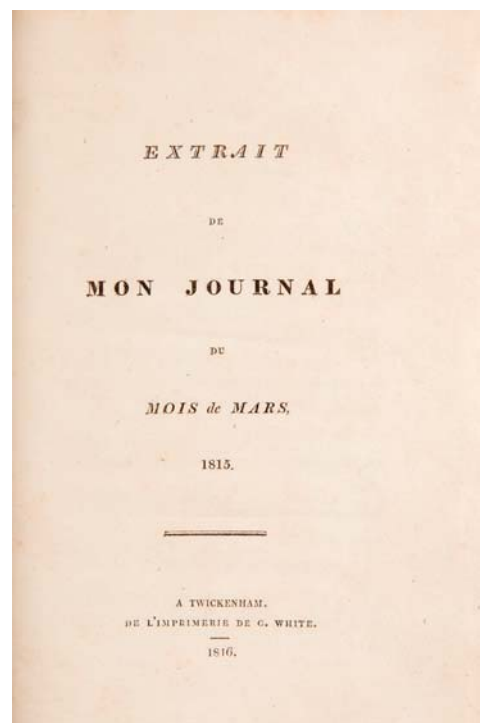 EXTRAIT
DE
MON JOURNAL
DU
MOIS de MARS,
1815.
A TWICKENHAM.
DE L'IMPRIMERIE DE G. WHITE.
1816.